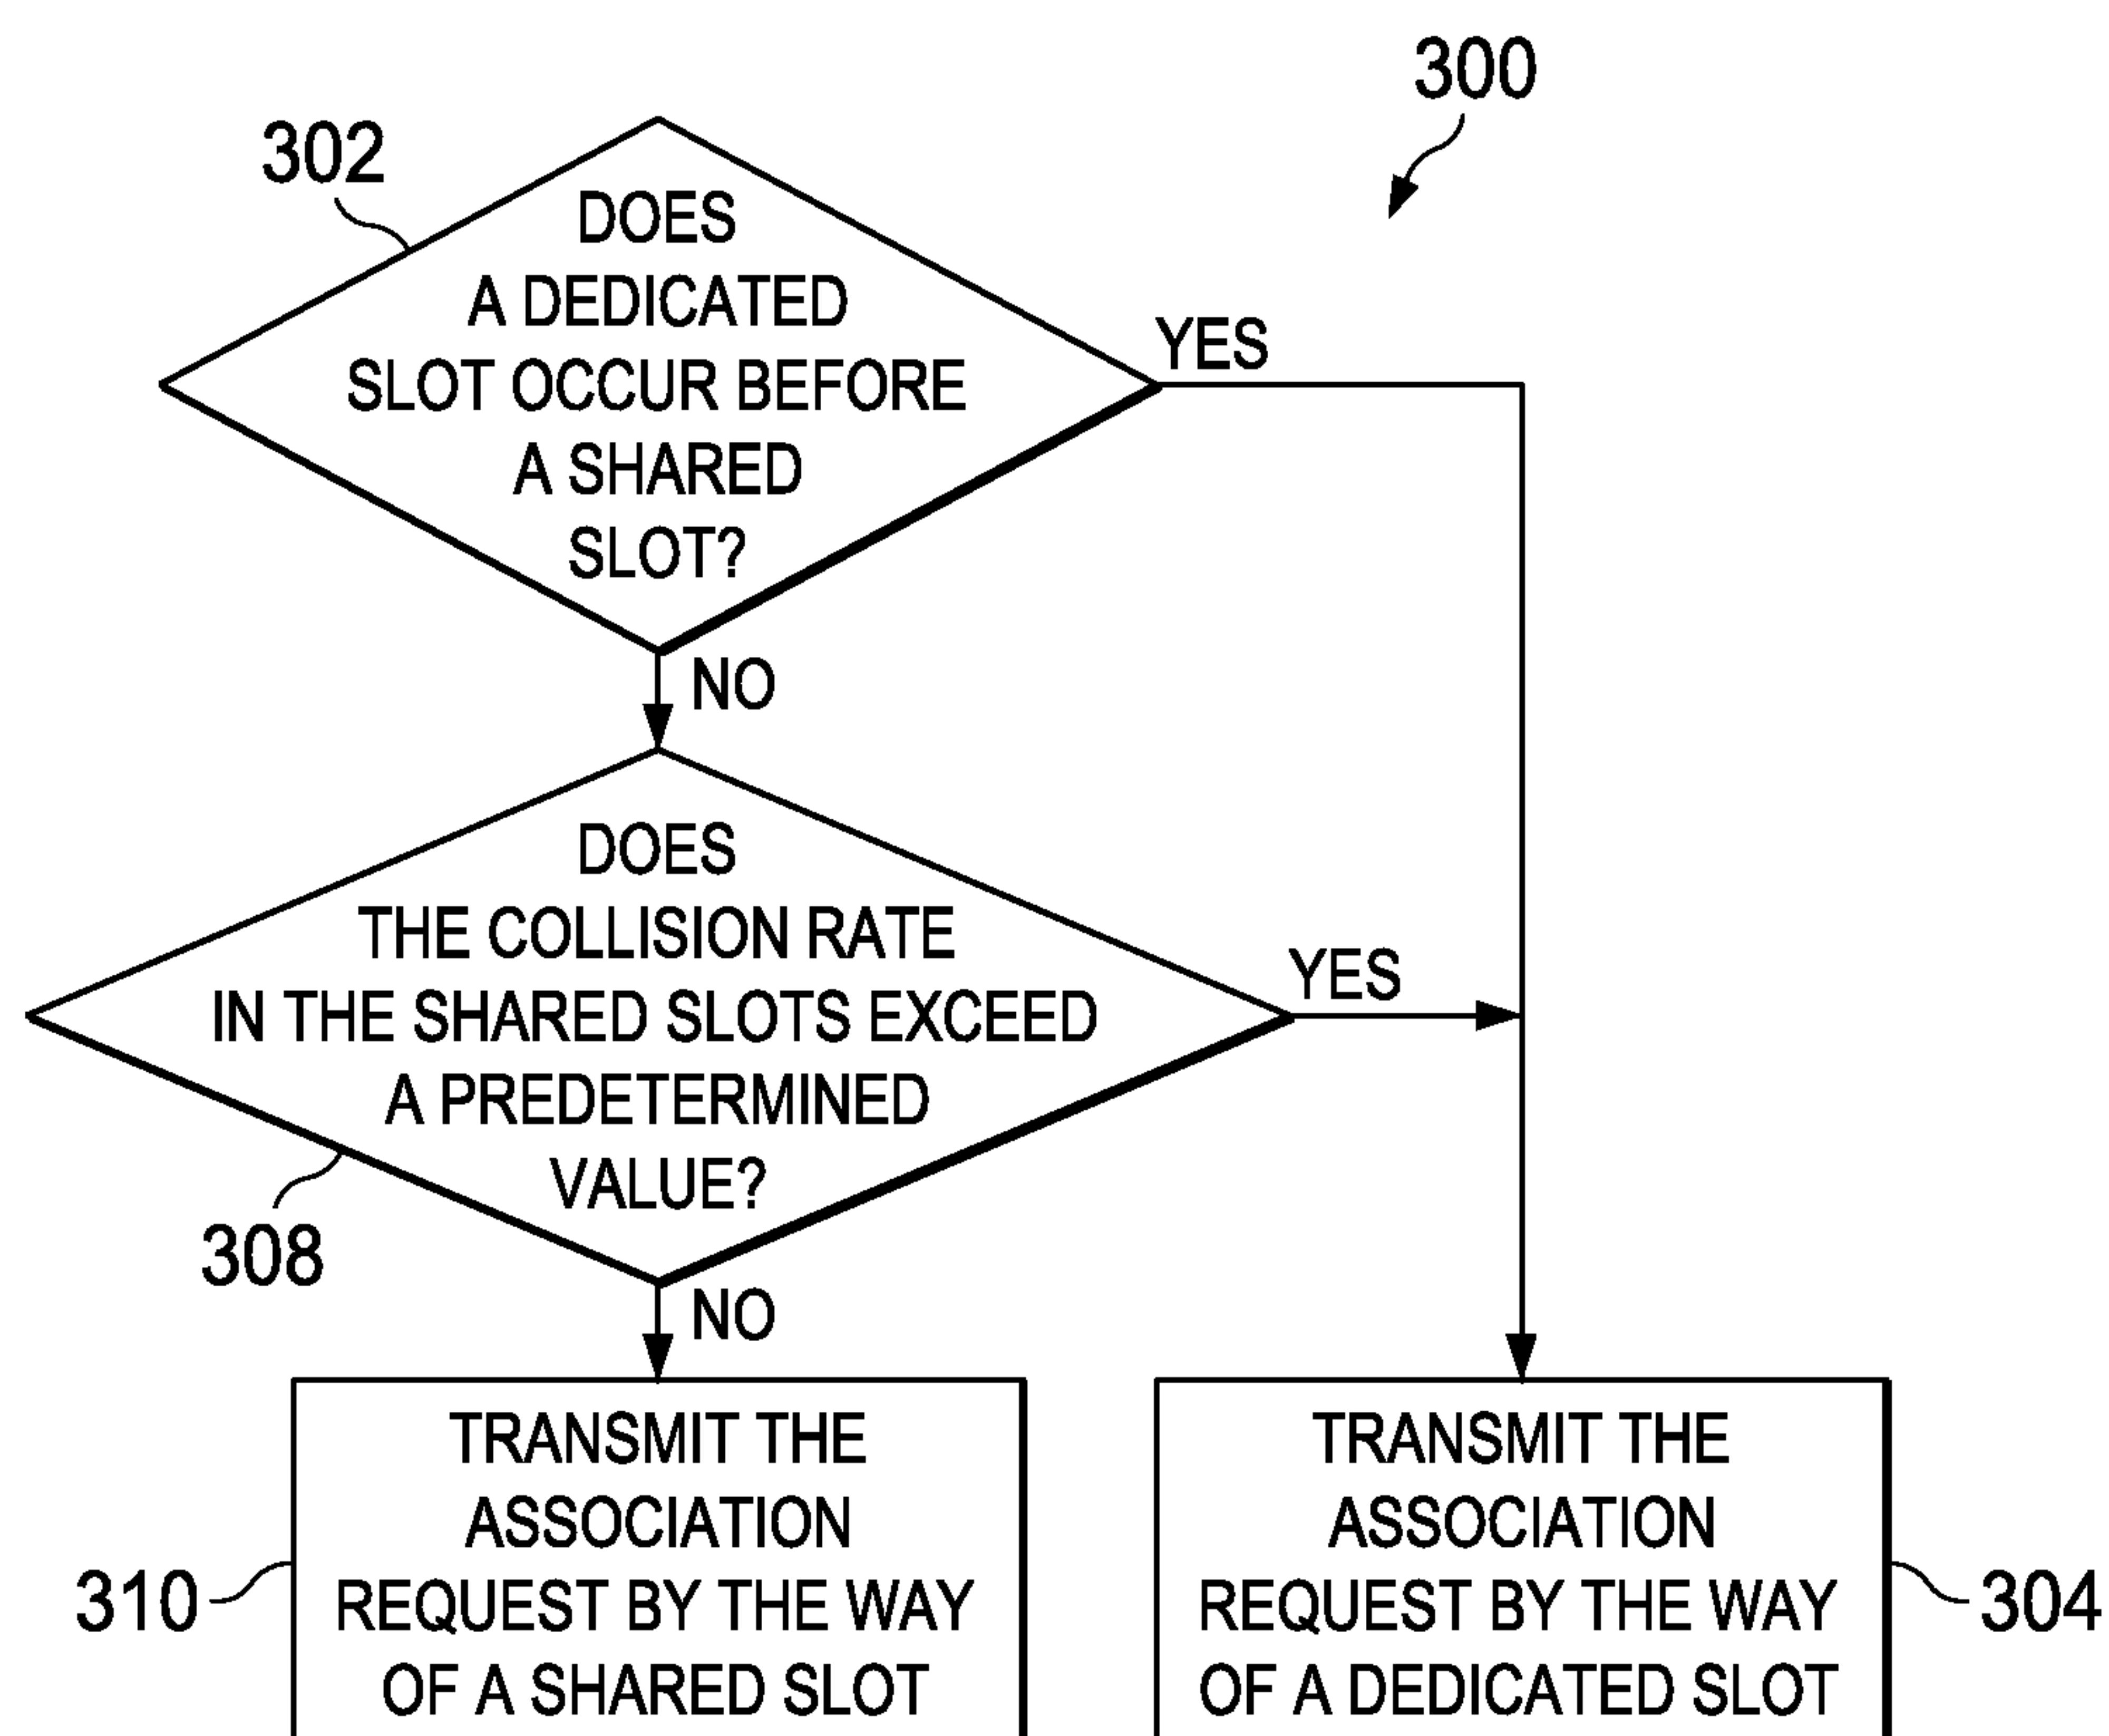 300
302
DOES
A DEDICATED
SLOT OCCUR BEFORE
A SHARED
SLOT?
YES
NO
DOES
THE COLLISION RATE
IN THE SHARED SLOTS EXCEED
A PREDETERMINED
VALUE?
YES
308
NO
TRANSMIT THE
ASSOCIATION
REQUEST BY THE WAY
OF A SHARED SLOT
310
TRANSMIT THE
ASSOCIATION
REQUEST BY THE WAY
OF A DEDICATED SLOT
304